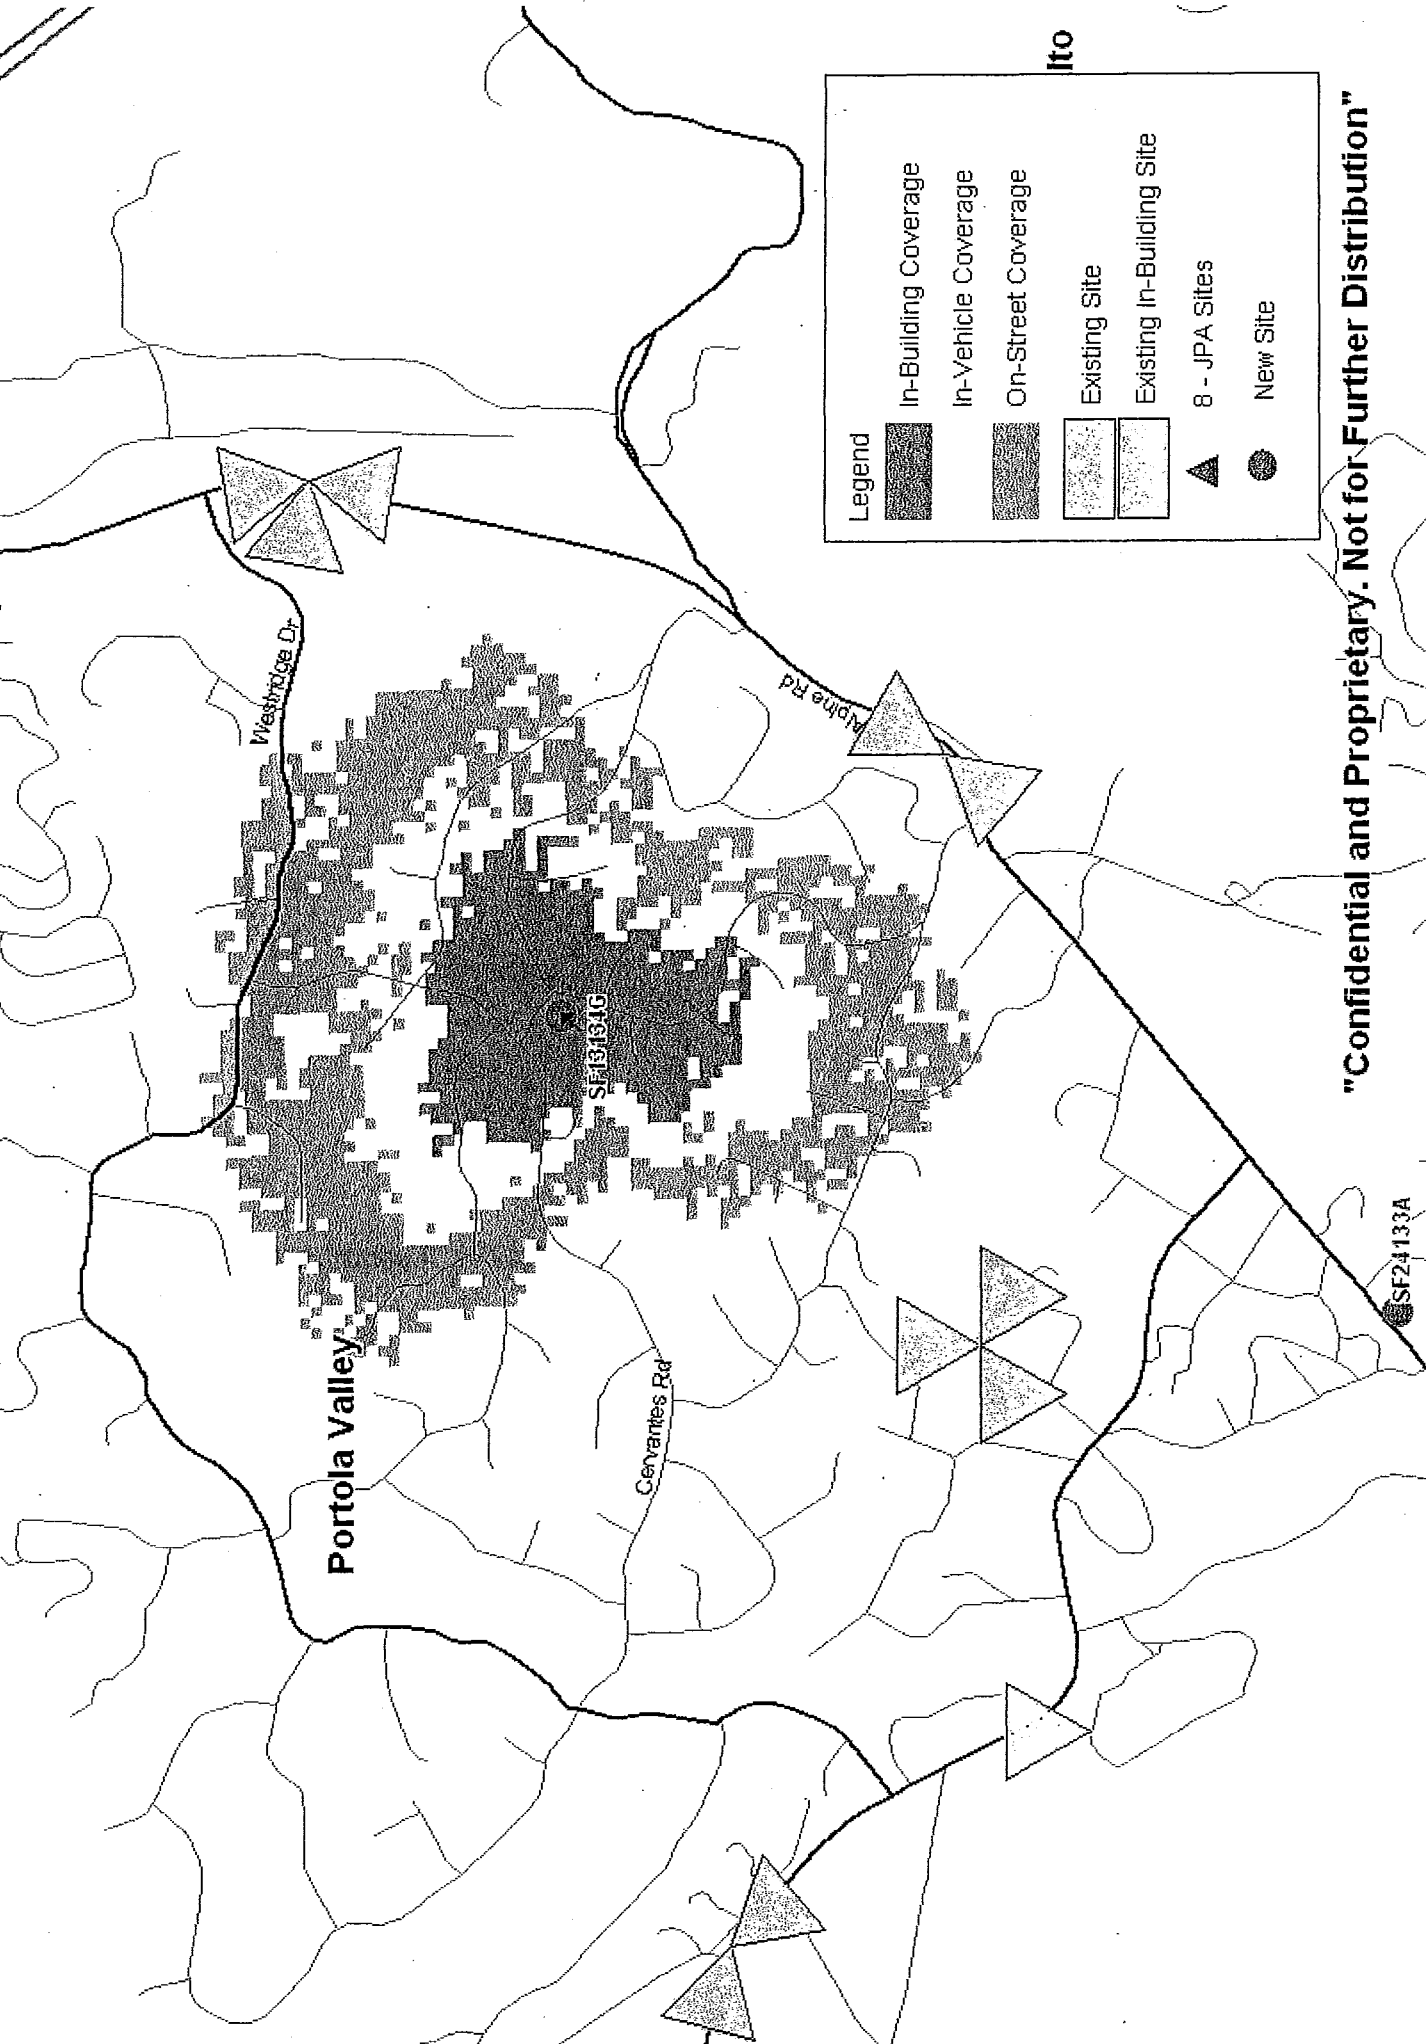 Portola Valley
Westridge Dr
Cervantes Rd
Alpine Rd
SF13134G
SF24133A
lto
Legend
In-Building Coverage
In-Vehicle Coverage
On-Street Coverage
Existing Site
Existing In-Building Site
8 - JPA Sites
New Site
"Confidential and Proprietary. Not for Further Distribution"